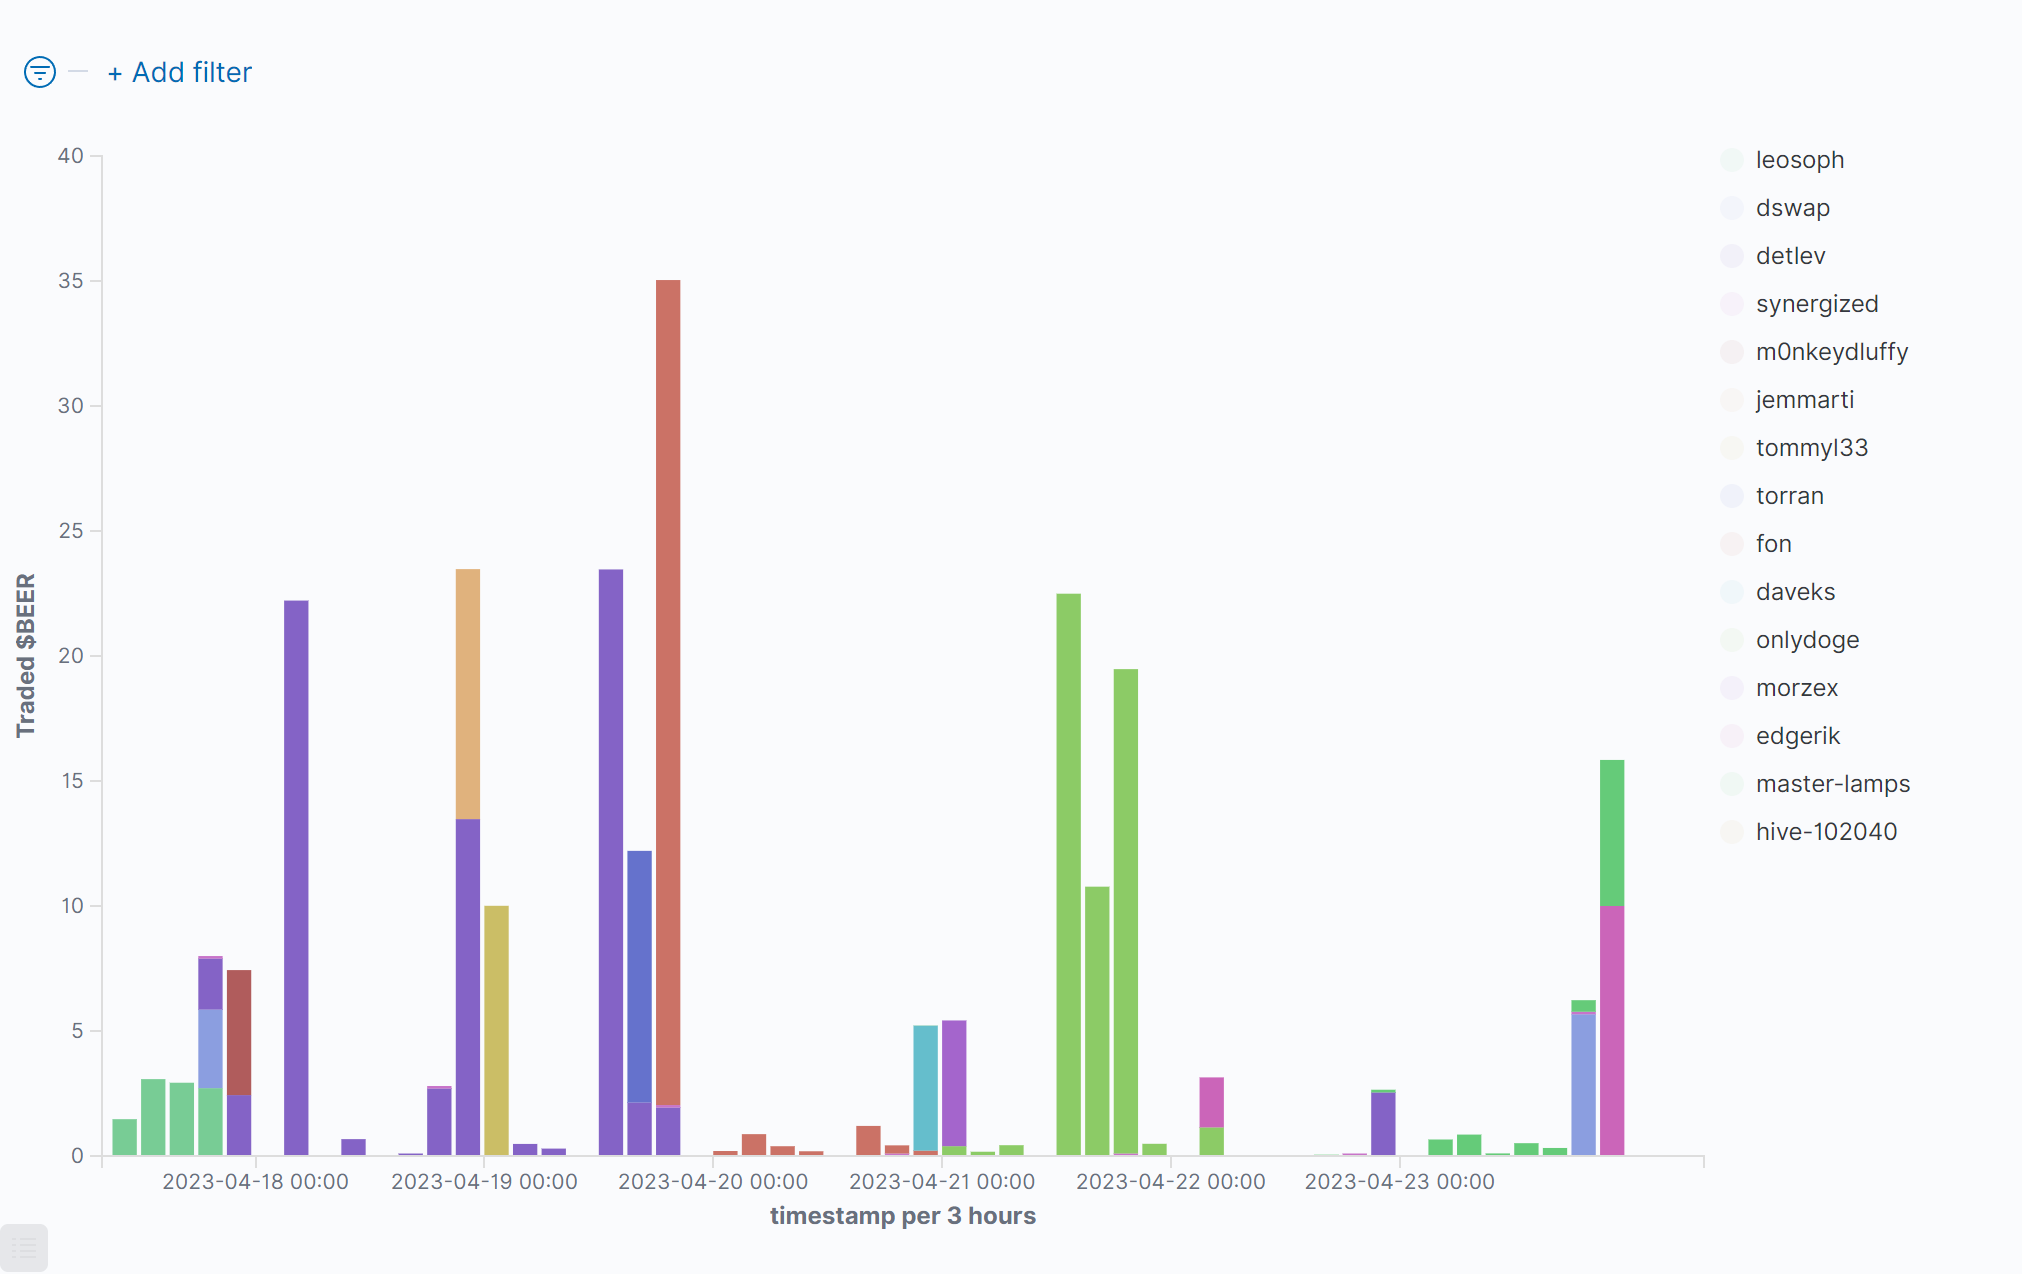 + Add filter
40
35
30
25
20
15
10
5
0
Traded $BEER
2023-04-18 00:00
2023-04-19 00:00
2023-04-20 00:00
2023-04-21 00:00
2023-04-22 00:00
2023-04-23 00:00
timestamp per 3 hours
leosoph
dswap
detlev
synergized
m0nkeydluffy
jemmarti
tommyl33
torran
fon
daveks
onlydoge
morzex
edgerik
master-lamps
hive-102040